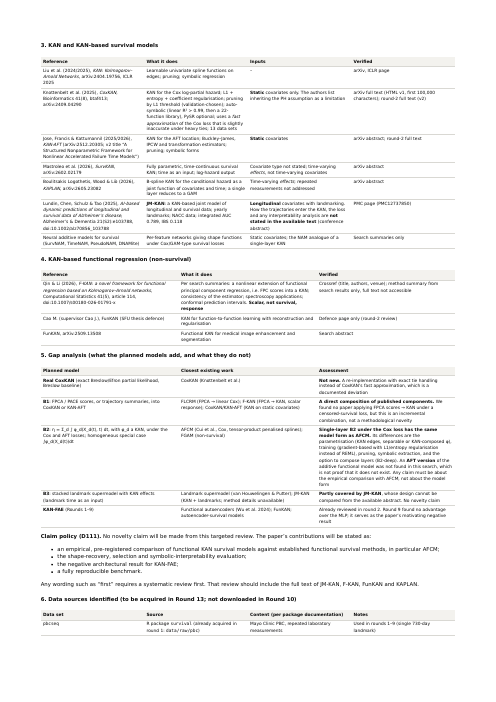 3. KAN and KAN-based survival models
Reference What it does Inputs Verified
Liu et al. (2024/2025), KAN: Kolmogorov–
Arnold Networks, arXiv:2404.19756, ICLR
2025
Learnable univariate spline functions on
edges; pruning; symbolic regression
–
arXiv, ICLR page
Knottenbelt et al. (2025), CoxKAN,
Bioinformatics 41(8),
arXiv:2409.04290
KAN for the Cox log-partial hazard; L1 +
entropy + coefficient regularisation; pruning
by L1 threshold (validation-chosen); auto-
symbolic (linear R² > 0.99, then a 22-
function library), PySR optional; uses a fast
approximation of the Cox loss that is slightly
inaccurate under heavy ties; 13 data sets
Static covariates only. The authors list
inheriting the PH assumption as a limitation
arXiv full text (HTML v1, first 100,000
characters); round-2 full text (v2)
Jose, Francis & Kattumannil (2025/2026),
KAN-AFT (arXiv:2512.20305, v2 title "A
Structured Nonparametric Framework for
Nonlinear Accelerated Failure Time Models")
KAN for the AFT location; Buckley–James,
IPCW and transformation estimators;
pruning, symbolic fits
Static covariates
arXiv abstract; round-2 full text
Mastroleo et al. (2026), SurvKAN,
arXiv:2602.02179
Fully parametric, time-continuous survival
KAN; time as an input; log-hazard output
Covariate type not stated; time-varying
effects, not time-varying covariates
arXiv abstract
Boulitsakis Logothetis, Wood & Liò (2026),
KAPLAN, arXiv:2605.23082
B-spline KAN for the conditional hazard as a
joint function of covariates and time; a single
layer reduces to a GAM
Time-varying effects; repeated
measurements not addressed
arXiv abstract
Lundin, Chen, Schulz & Tao (2025), JM-KAN:
dynamic predictions of longitudinal and
survival data of Alzheimer's disease,
Alzheimer's & Dementia 21(S2) e103788,
doi:10.1002/alz70856_103788
JM-KAN: a KAN-based joint model of
longitudinal and survival data; yearly
landmarks; NACC data; integrated AUC
0.789, IBS 0.118
Longitudinal covariates with landmarking.
How the trajectories enter the KAN, the loss
and any interpretability analysis are not
stated in the available text (conference
abstract)
PMC page (PMC12737850)
Neural additive models for survival
(SurvNAM, TimeNAM, PseudoNAM, DNAMite)
Per-feature networks giving shape functions
under Cox/GAM-type survival losses
Static covariates; the NAM analogue of a
single-layer KAN
Search summaries only
4. KAN-based functional regression (non-survival)
Reference What it does Verified
Qin & Li (2026), F-KAN: a novel framework for functional
regression based on Kolmogorov–Arnold networks,
Computational Statistics 41(5), article 114,
doi:10.1007/s00180-026-01790-x
Per search summaries: a nonlinear extension of functional
principal component regression, i.e. FPC scores into a KAN;
consistency of the estimator; spectroscopy applications;
conformal prediction intervals. Scalar, not survival,
response
Crossref (title, authors, venue); method summary from
search results only, full text not accessible
Cao M. (supervisor Cao J.), FunKAN (SFU thesis defence)
KAN for function-to-function learning with reconstruction and
regularisation
Defence page only (round-2 review)
FunKAN, arXiv:2509.13508
Functional KAN for medical image enhancement and
segmentation
Search abstract
5. Gap analysis (what the planned models add, and what they do not)
Planned model Closest existing work Assessment
Real CoxKAN (exact Breslow/Efron partial likelihood,
Breslow baseline)
CoxKAN (Knottenbelt et al.)
Not new. A re-implementation with exact tie handling instead
of CoxKAN's fast approximation, which is a
documented deviation
B1: FPCA / PACE scores, or trajectory summaries, into
CoxKAN or KAN-AFT
FLCRM (FPCA → linear Cox); F-KAN (FPCA → KAN, scalar
response); CoxKAN/KAN-AFT (KAN on static covariates)
A direct composition of published components. We
found no paper applying FPCA scores → KAN under a
censored-survival loss, but this is an incremental
combination, not a methodological novelty
AFCM (Cui et al., Cox, tensor-product penalised splines);
FGAM (non-survival)
Single-layer B2 under the Cox loss has the same
model form as AFCM. Its differences are the
parametrisation (KAN edges, separable or KAN-composed ψ),
training (gradient-based with L1/entropy regularisation
instead of REML), pruning, symbolic extraction, and
the option to compose layers (B2-deep). An AFT version of the
additive functional model was not found in this search, which
is not proof that it does not exist. Any claim must be
about the empirical comparison with AFCM, not about the model
form
B3: stacked landmark supermodel with KAN effects
(landmark time as an input)
Landmark supermodel (van Houwelingen & Putter); JM-KAN
(KAN + landmarks; method details unavailable)
Partly covered by JM-KAN, whose design cannot be
compared from the available abstract. No novelty claim
KAN-FAE (Rounds 1–9)
Functional autoencoders (Wu et al. 2024); FunKAN;
autoencoder survival models
Already reviewed in round 2. Round 9 found no advantage
over the MLP; it serves as the paper's motivating negative
result
Claim policy (D111). No novelty claim will be made from this targeted review. The paper's contributions will be stated as:
• an empirical, pre-registered comparison of functional KAN survival models against established functional survival methods, in particular AFCM;
• the shape-recovery, selection and symbolic-interpretability evaluation;
• the negative architectural result for KAN-FAE;
• a fully reproducible benchmark.
Any wording such as "first" requires a systematic review first. That review should include the full text of JM-KAN, F-KAN, FunKAN and KAPLAN.
6. Data sources identified (to be acquired in Round 13; not downloaded in Round 10)
Data set Source Content (per package documentation) Notes
pbcseq
R package survival (already acquired in
round 1: data/raw/pbc)
Mayo Clinic PBC, repeated laboratory
measurements
Used in rounds 1–9 (single 730-day
landmark)